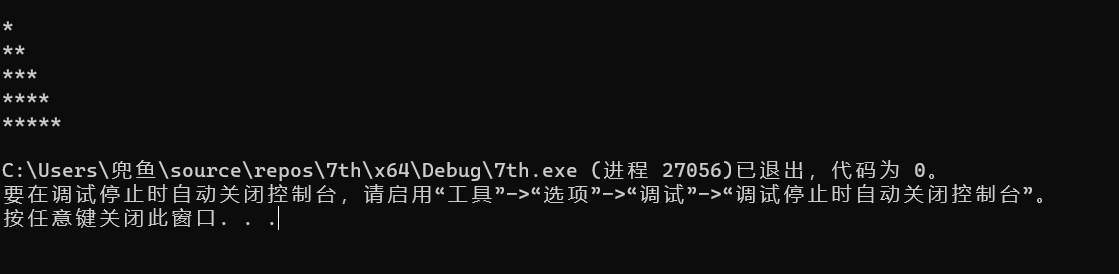 *
**
***
****
*****
C:\Users\兜鱼\source\repos\7th\x64\Debug\7th.exe (进程 27056)已退出，代码为 0。
要在调试停止时自动关闭控制台，请启用“工具”->“选项”->“调试”->“调试停止时自动关闭控制台”。
按任意键关闭此窗口. . .